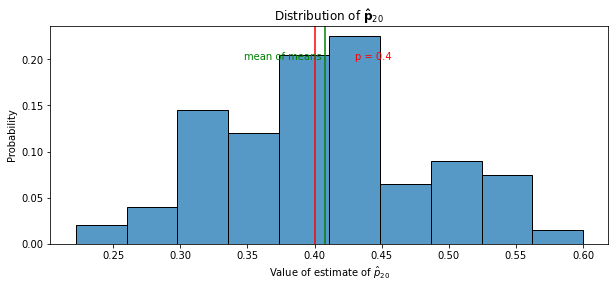 Distribution of p̂₂₀
0.20
0.15
0.10
0.05
0.00
Probability
mean of means
p = 0.4
0.25 0.30 0.35 0.40 0.45 0.50 0.55 0.60
Value of estimate of p̂₂₀